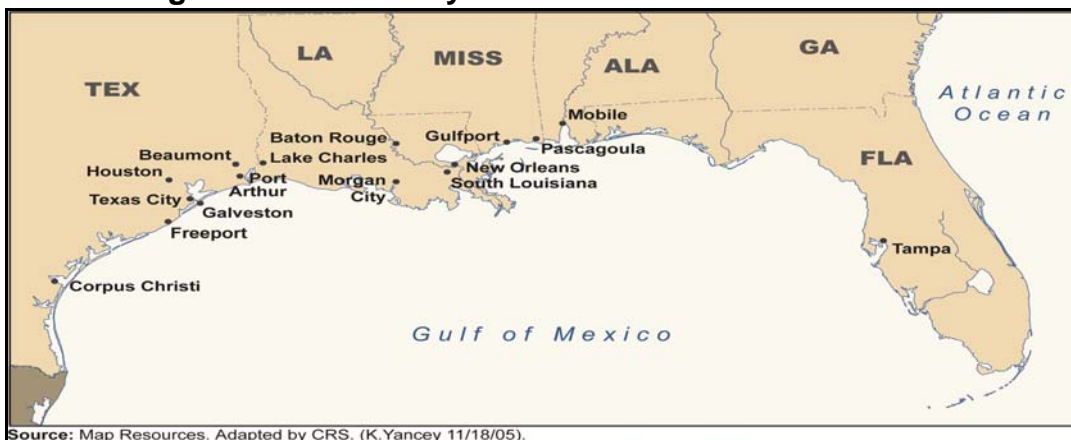 LA
MISS
ALA
GA
TEX
Atlantic
Ocean
Mobile
Baton Rouge
Gulfport
Pascagoula
Beaumont
Lake Charles
New Orleans
FLA
Houston
Port
Arthur
Morgan
City
South Louisiana
Texas City
Galveston
Freeport
Tampa
Corpus Christi
Gulf of Mexico
Source: Map Resources. Adapted by CRS. (K.Yancey 11/18/05).